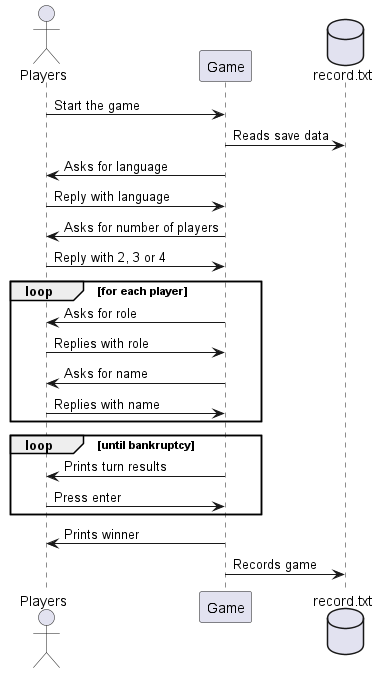 Players
Game
record.txt
Start the game
Reads save data
Asks for language
Reply with language
Asks for number of players
Reply with 2, 3 or 4
loop [for each player]
Asks for role
Replies with role
Asks for name
Replies with name
loop [until bankruptcy]
Prints turn results
Press enter
Prints winner
Records game
Players
Game
record.txt